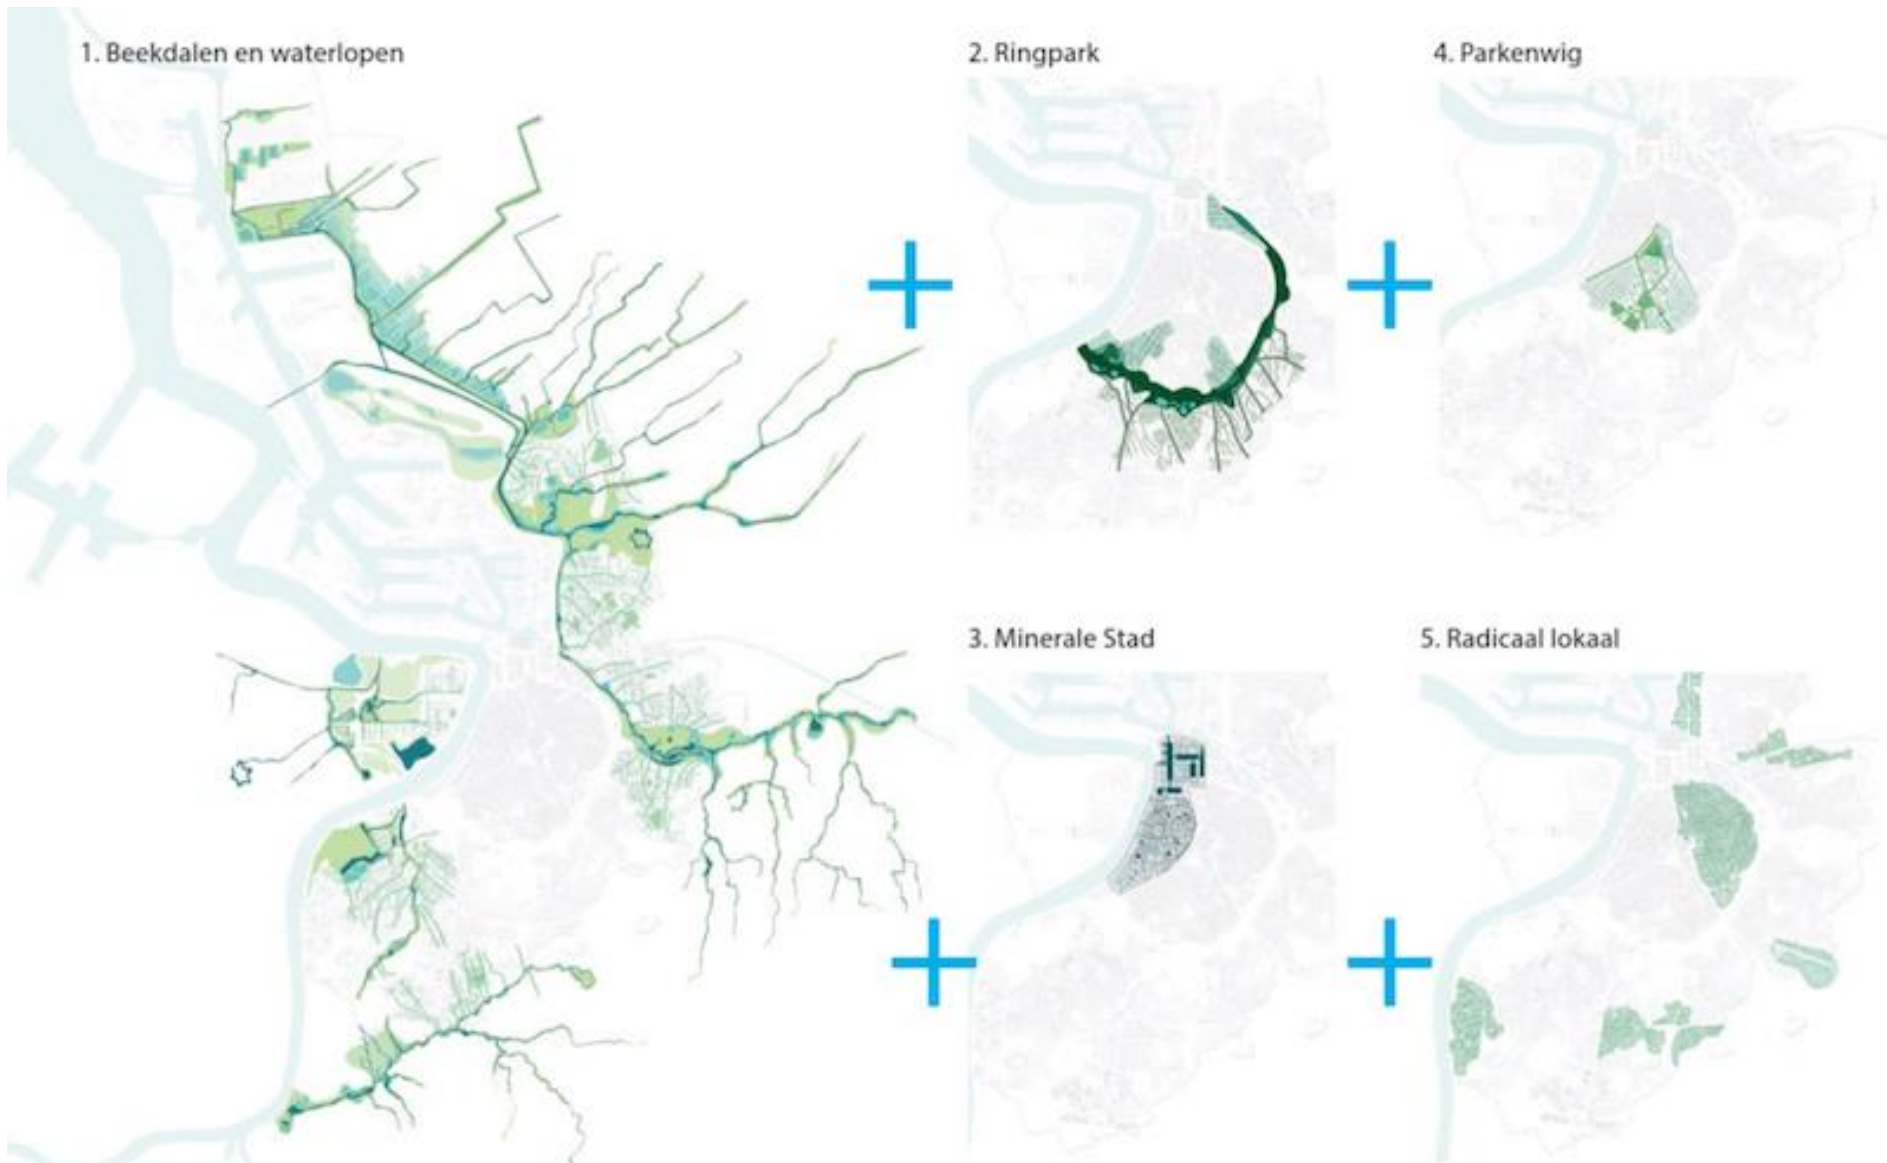 1. Beekdalen en waterlopen
2. Ringpark
4. Parkenwig
3. Minerale Stad
5. Radicaal lokaal